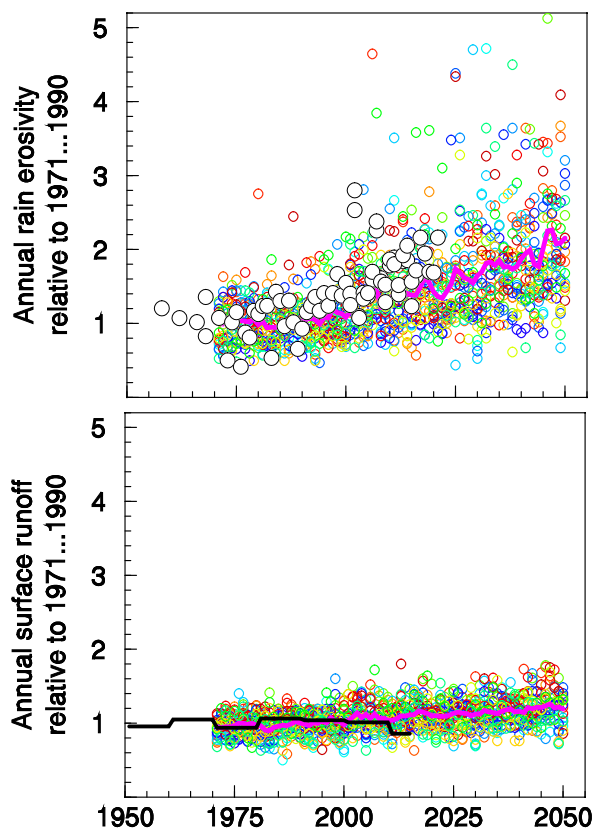 Annual rain erosivity
relative to 1971...1990
5
4
3
2
1
Annual surface runoff
relative to 1971...1990
5
4
3
2
1
1950 1975 2000 2025 2050